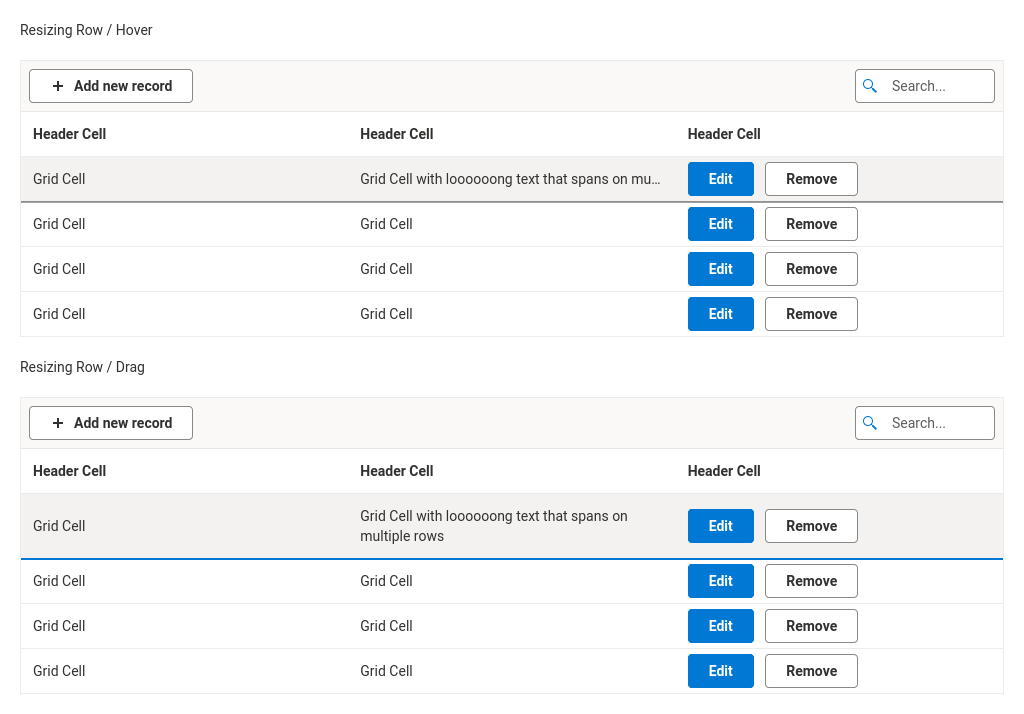 Resizing Row / Hover
Add new record Search...
Header Cell Header Cell Header Cell
Grid Cell Grid Cell with loooooong text that spans on mu... Edit Remove
Grid Cell Grid Cell Edit Remove
Grid Cell Grid Cell Edit Remove
Grid Cell Grid Cell Edit Remove
Resizing Row / Drag
Add new record Search...
Header Cell Header Cell Header Cell
Grid Cell Grid Cell with loooooong text that spans on
multiple rows Edit Remove
Grid Cell Grid Cell Edit Remove
Grid Cell Grid Cell Edit Remove
Grid Cell Grid Cell Edit Remove